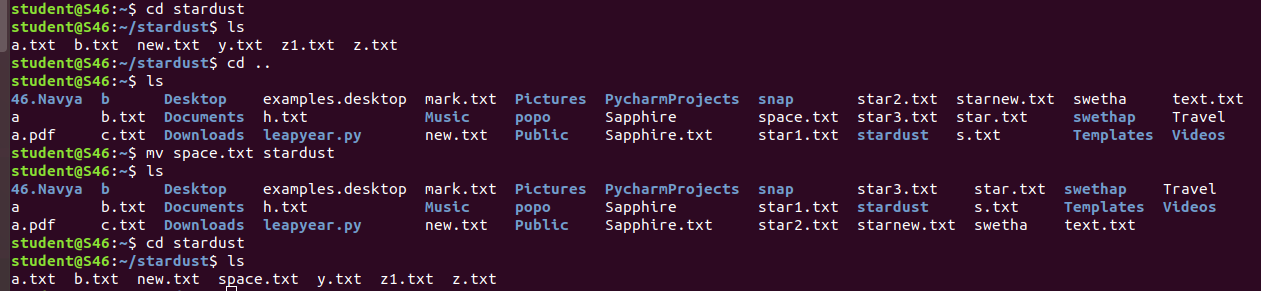 student@S46:~$ cd stardust
student@S46:~/stardust$ ls
a.txt  b.txt  new.txt  y.txt  z1.txt  z.txt
student@S46:~/stardust$ cd ..
student@S46:~$ ls
46.Navya  b      Desktop    examples.desktop  mark.txt  Pictures  PycharmProjects  snap       star2.txt  starnew.txt  swetha     text.txt
a         b.txt  Documents  h.txt             Music     popo      Sapphire         space.txt  star3.txt  star.txt     swethap    Travel
a.pdf     c.txt  Downloads  leapyear.py       new.txt   Public    Sapphire.txt     star1.txt  stardust   s.txt        Templates  Videos
student@S46:~$ mv space.txt stardust
student@S46:~$ ls
46.Navya  b      Desktop    examples.desktop  mark.txt  Pictures  PycharmProjects  snap       star3.txt    star.txt  swethap    Travel
a         b.txt  Documents  h.txt             Music     popo      Sapphire         star1.txt  stardust     s.txt     Templates  Videos
a.pdf     c.txt  Downloads  leapyear.py       new.txt   Public    Sapphire.txt     star2.txt  starnew.txt  swetha    text.txt
student@S46:~$ cd stardust
student@S46:~/stardust$ ls
a.txt  b.txt  new.txt  space.txt  y.txt  z1.txt  z.txt